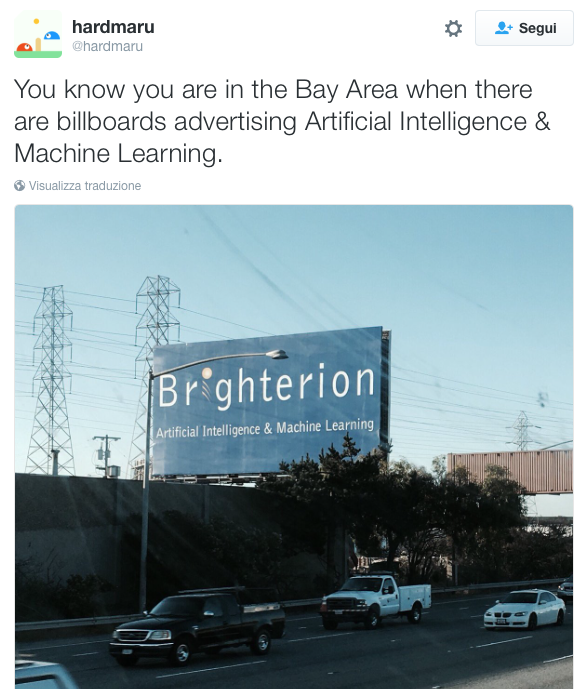 hardmaru
@hardmaru
Segui
You know you are in the Bay Area when there
are billboards advertising Artificial Intelligence &
Machine Learning.
Visualizza traduzione
Brighterion
Artificial Intelligence & Machine Learning